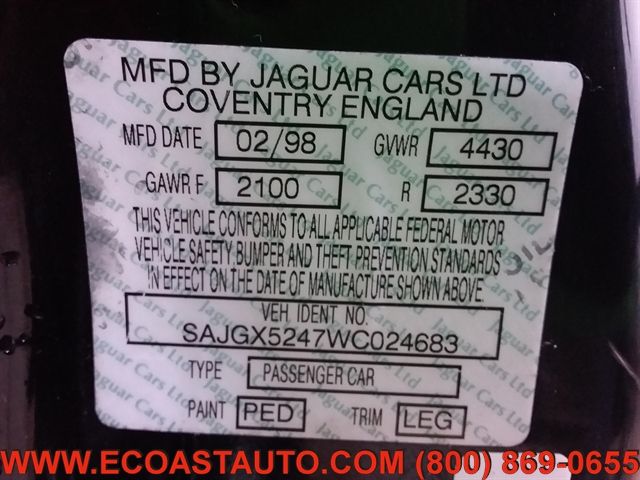 MFD BY JAGUAR CARS LTD
COVENTRY ENGLAND
MFD DATE 02/98 GVWR 4430
GAWR F 2100 R 2330
THIS VEHICLE CONFORMS TO ALL APPLICABLE FEDERAL MOTOR
VEHICLE SAFETY BUMPER AND THEFT PREVENTION STANDARDS
IN EFFECT ON THE DATE OF MANUFACTURE SHOWN ABOVE.
VEH IDENT NO.
SAJGX5247WC024683
TYPE PASSENGER CAR
PAINT PED TRIM LEG
WWW.ECOASTAUTO.COM (800) 869-0655